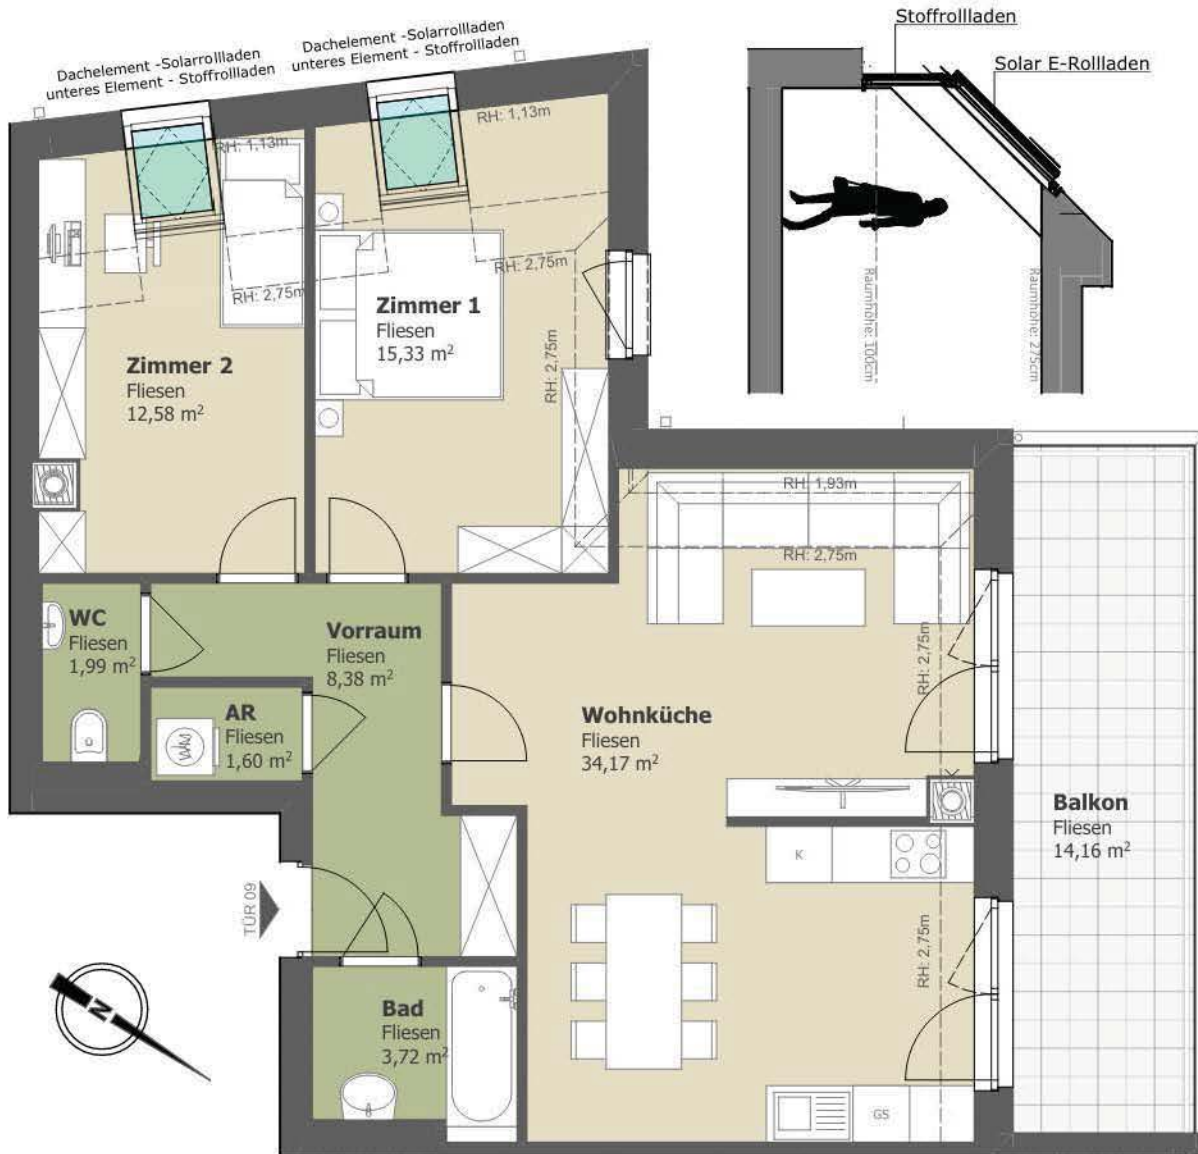 Stoffrollladen
Solar E-Rollladen
Raumhöhe: 100cm
Raumhöhe: 275cm
Dachelement -Solarrollladen
unteres Element - Stoffrollladen
Dachelement -Solarrollladen
unteres Element - Stoffrollladen
RH: 1,13m
RH: 1,13m
RH: 2,75m
RH: 2,75m
RH: 2,75m
Zimmer 1
Fliesen
15,33 m²
Zimmer 2
Fliesen
12,58 m²
RH: 1,93m
RH: 2,75m
RH: 2,75m
WC
Fliesen
1,99 m²
Vorraum
Fliesen
8,38 m²
AR
Fliesen
1,60 m²
WM
Wohnküche
Fliesen
34,17 m²
K
Balkon
Fliesen
14,16 m²
TÜR 09
RH: 2,75m
N
Bad
Fliesen
3,72 m²
GS